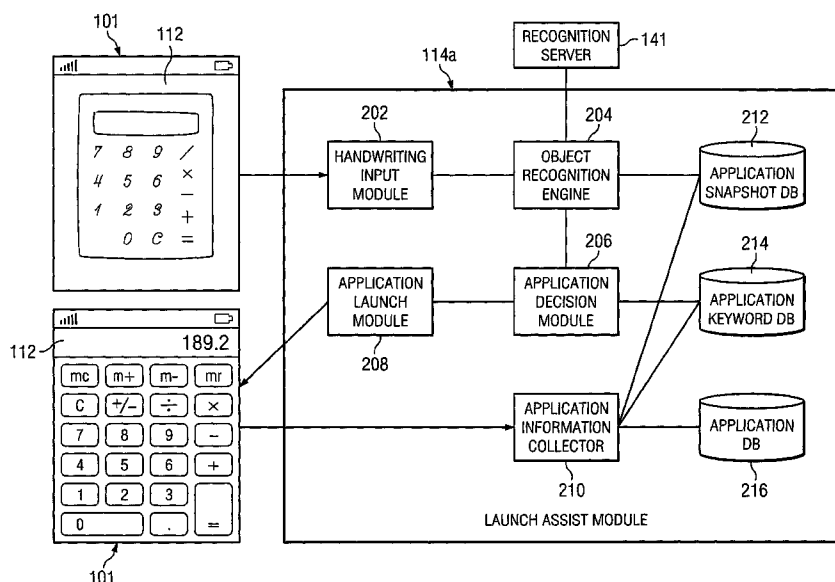 101
112
7 8 9 /
4 5 6 ×
−
1 2 3 +
0 C =
RECOGNITION
SERVER
141
114a
202
HANDWRITING
INPUT
MODULE
204
OBJECT
RECOGNITION
ENGINE
212
APPLICATION
SNAPSHOT DB
206
APPLICATION
DECISION
MODULE
214
APPLICATION
KEYWORD DB
APPLICATION
LAUNCH
MODULE
208
112
189.2
mc m+ m- mr
C +/− ÷ ×
7 8 9 −
4 5 6 +
1 2 3
0 . =
101
APPLICATION
INFORMATION
COLLECTOR
210
APPLICATION
DB
216
LAUNCH ASSIST MODULE